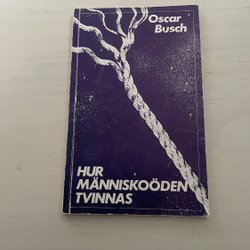 Oscar
Busch
HUR
MÄNNISKOÖDEN
TVINNAS